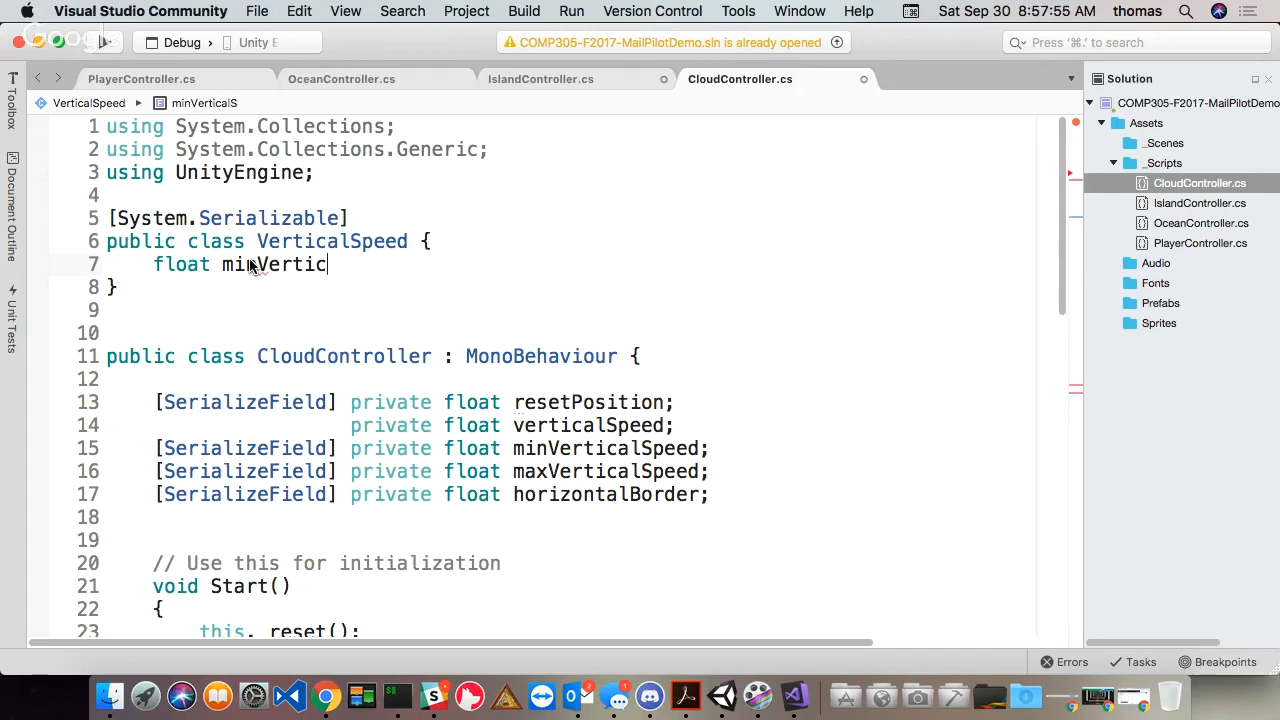 Visual Studio Community File Edit View Search Project Build Run Version Control Tools Window Help Sat Sep 30 8:57:55 AM thomas
Debug › Unity E
COMP305-F2017-MailPilotDemo.sln is already opened
Press '⌘.' to search
PlayerController.cs OceanController.cs IslandController.cs CloudController.cs
VerticalSpeed ▸ minVerticalS
1 using System.Collections;
2 using System.Collections.Generic;
3 using UnityEngine;
4
5 [System.Serializable]
6 public class VerticalSpeed {
7 float minVertic
8 }
9
10
11 public class CloudController : MonoBehaviour {
12
13 [SerializeField] private float resetPosition;
14 private float verticalSpeed;
15 [SerializeField] private float minVerticalSpeed;
16 [SerializeField] private float maxVerticalSpeed;
17 [SerializeField] private float horizontalBorder;
18
19
20 // Use this for initialization
21 void Start()
22 {
23 this._reset();
Toolbox
Document Outline
Unit Tests
Solution
COMP305-F2017-MailPilotDemo
Assets
_Scenes
_Scripts
CloudController.cs
IslandController.cs
OceanController.cs
PlayerController.cs
Audio
Fonts
Prefabs
Sprites
Errors Tasks Breakpoints